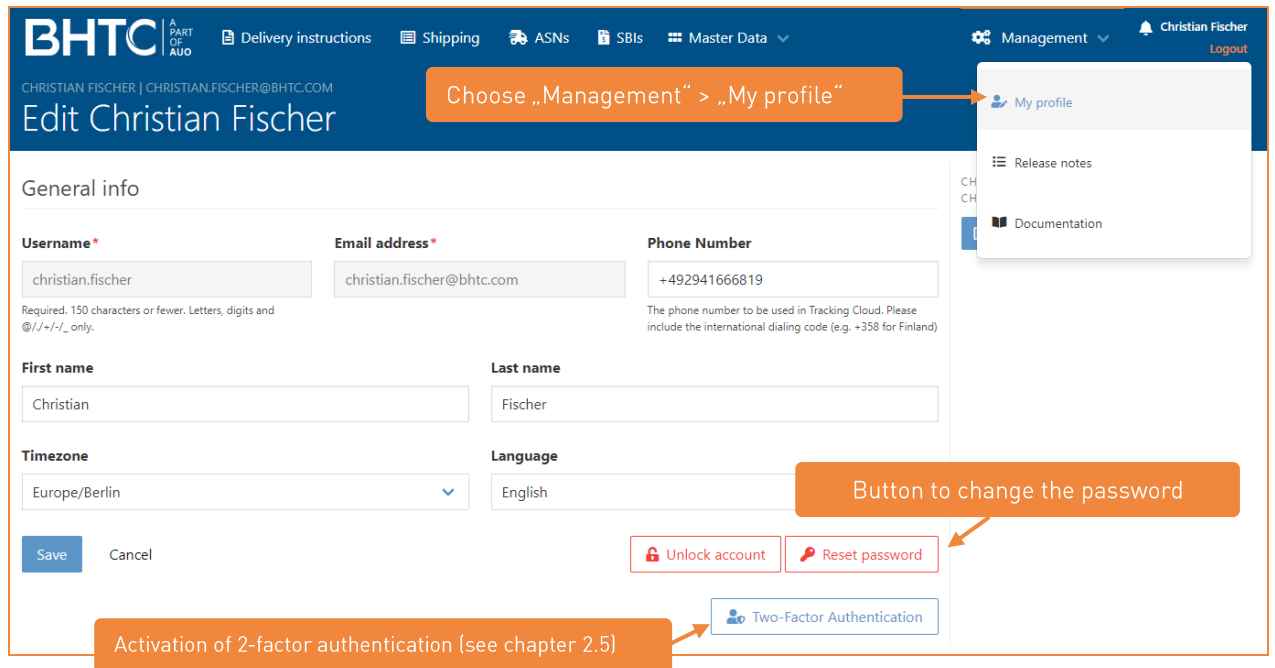 BHTC
A
PART
OF
AUO
Delivery instructions
Shipping
ASNs
SBIs
Master Data
Management
Christian Fischer
Logout
CHRISTIAN FISCHER | CHRISTIAN.FISCHER@BHTC.COM
Edit Christian Fischer
Choose „Management“ > „My profile“
My profile
Release notes
Documentation
CH
CH
General info
Username*
Email address*
Phone Number
christian.fischer
christian.fischer@bhtc.com
+492941666819
Required. 150 characters or fewer. Letters, digits and
@/./+/-/_ only.
The phone number to be used in Tracking Cloud. Please
include the international dialing code (e.g. +358 for Finland)
First name
Last name
Christian
Fischer
Timezone
Language
Europe/Berlin
English
Button to change the password
Save
Cancel
Unlock account
Reset password
Two-Factor Authentication
Activation of 2-factor authentication (see chapter 2.5)